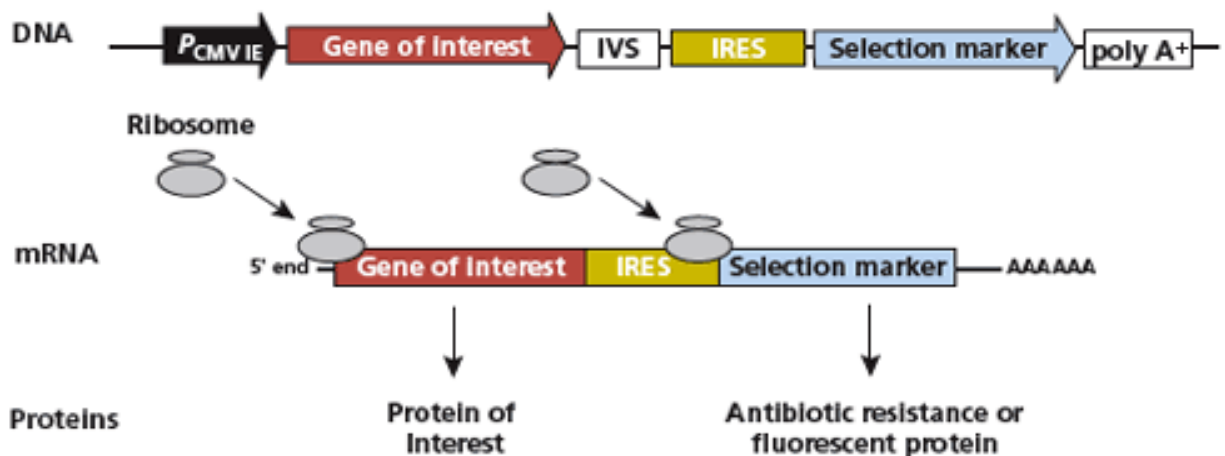 DNA
P CMV IE Gene of Interest IVS IRES Selection marker poly A+
Ribosome
mRNA
5' end Gene of Interest IRES Selection marker AAAAAA
Proteins
Protein of
Interest
Antibiotic resistance or
fluorescent protein